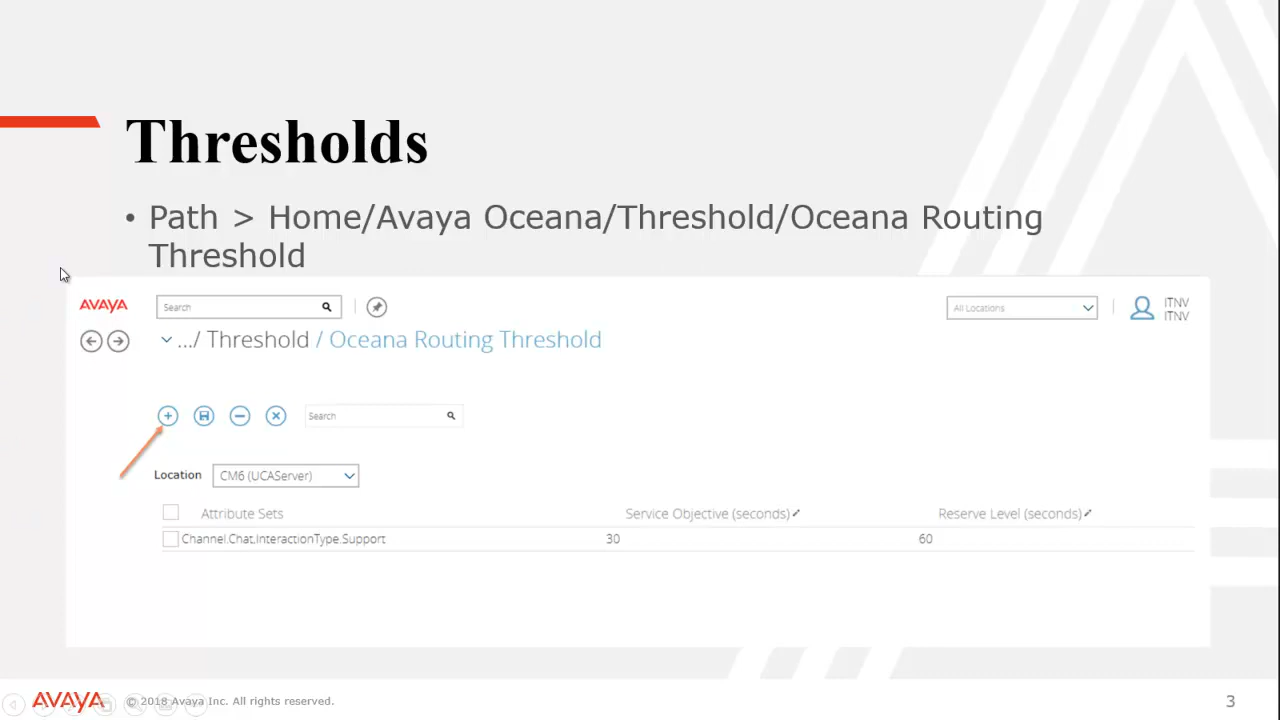 Thresholds
• Path > Home/Avaya Oceana/Threshold/Oceana Routing
Threshold
AVAYA
Search
All Locations
ITNV
ITNV
.../ Threshold / Oceana Routing Threshold
Search
Location
CM6 (UCAServer)
Attribute Sets
Service Objective (seconds)
Reserve Level (seconds)
Channel.Chat,InteractionType.Support
30
60
AVAYA
© 2018 Avaya Inc. All rights reserved.
3